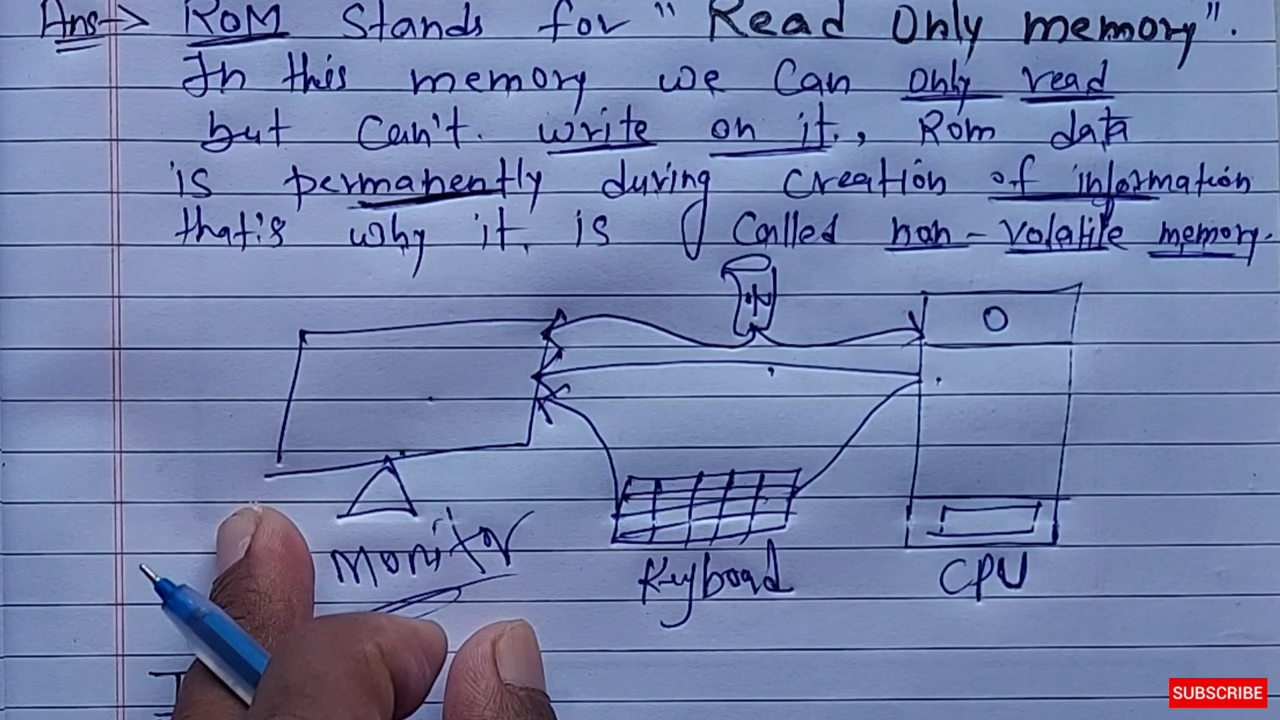 Ans→ ROM Stands for "Read Only memory".
In this memory we can only read
but can't. write on it., Rom data
is permanently during creation of information
that's why it. is called non-volatile memory.
Monitor
Keyboad
CPU
SUBSCRIBE